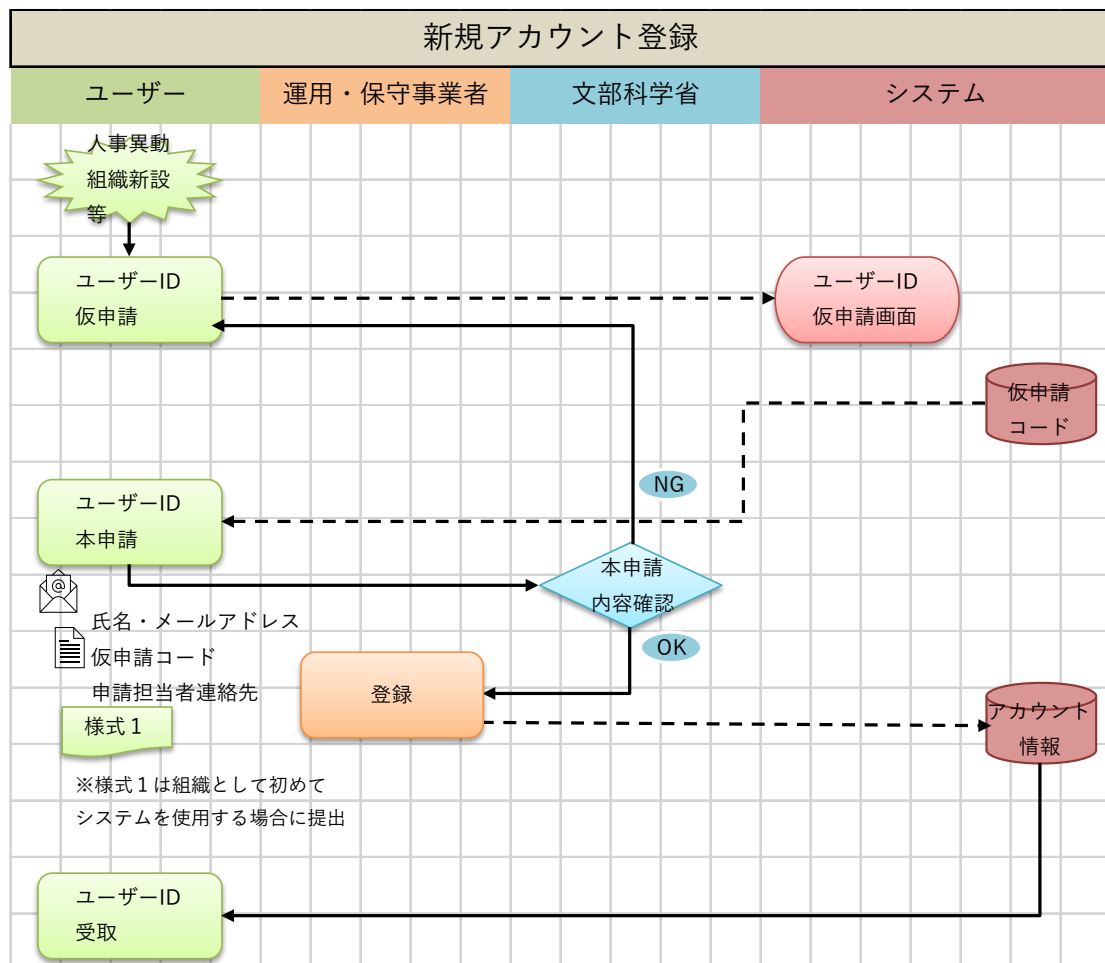 新規アカウント登録
ユーザー
運用・保守事業者
文部科学省
システム
人事異動
組織新設
等
ユーザーID
仮申請
ユーザーID
仮申請画面
仮申請
コード
NG
ユーザーID
本申請
本申請
内容確認
氏名・メールアドレス
仮申請コード
申請担当者連絡先
OK
登録
様式1
アカウント
情報
※様式1は組織として初めて
システムを使用する場合に提出
ユーザーID
受取